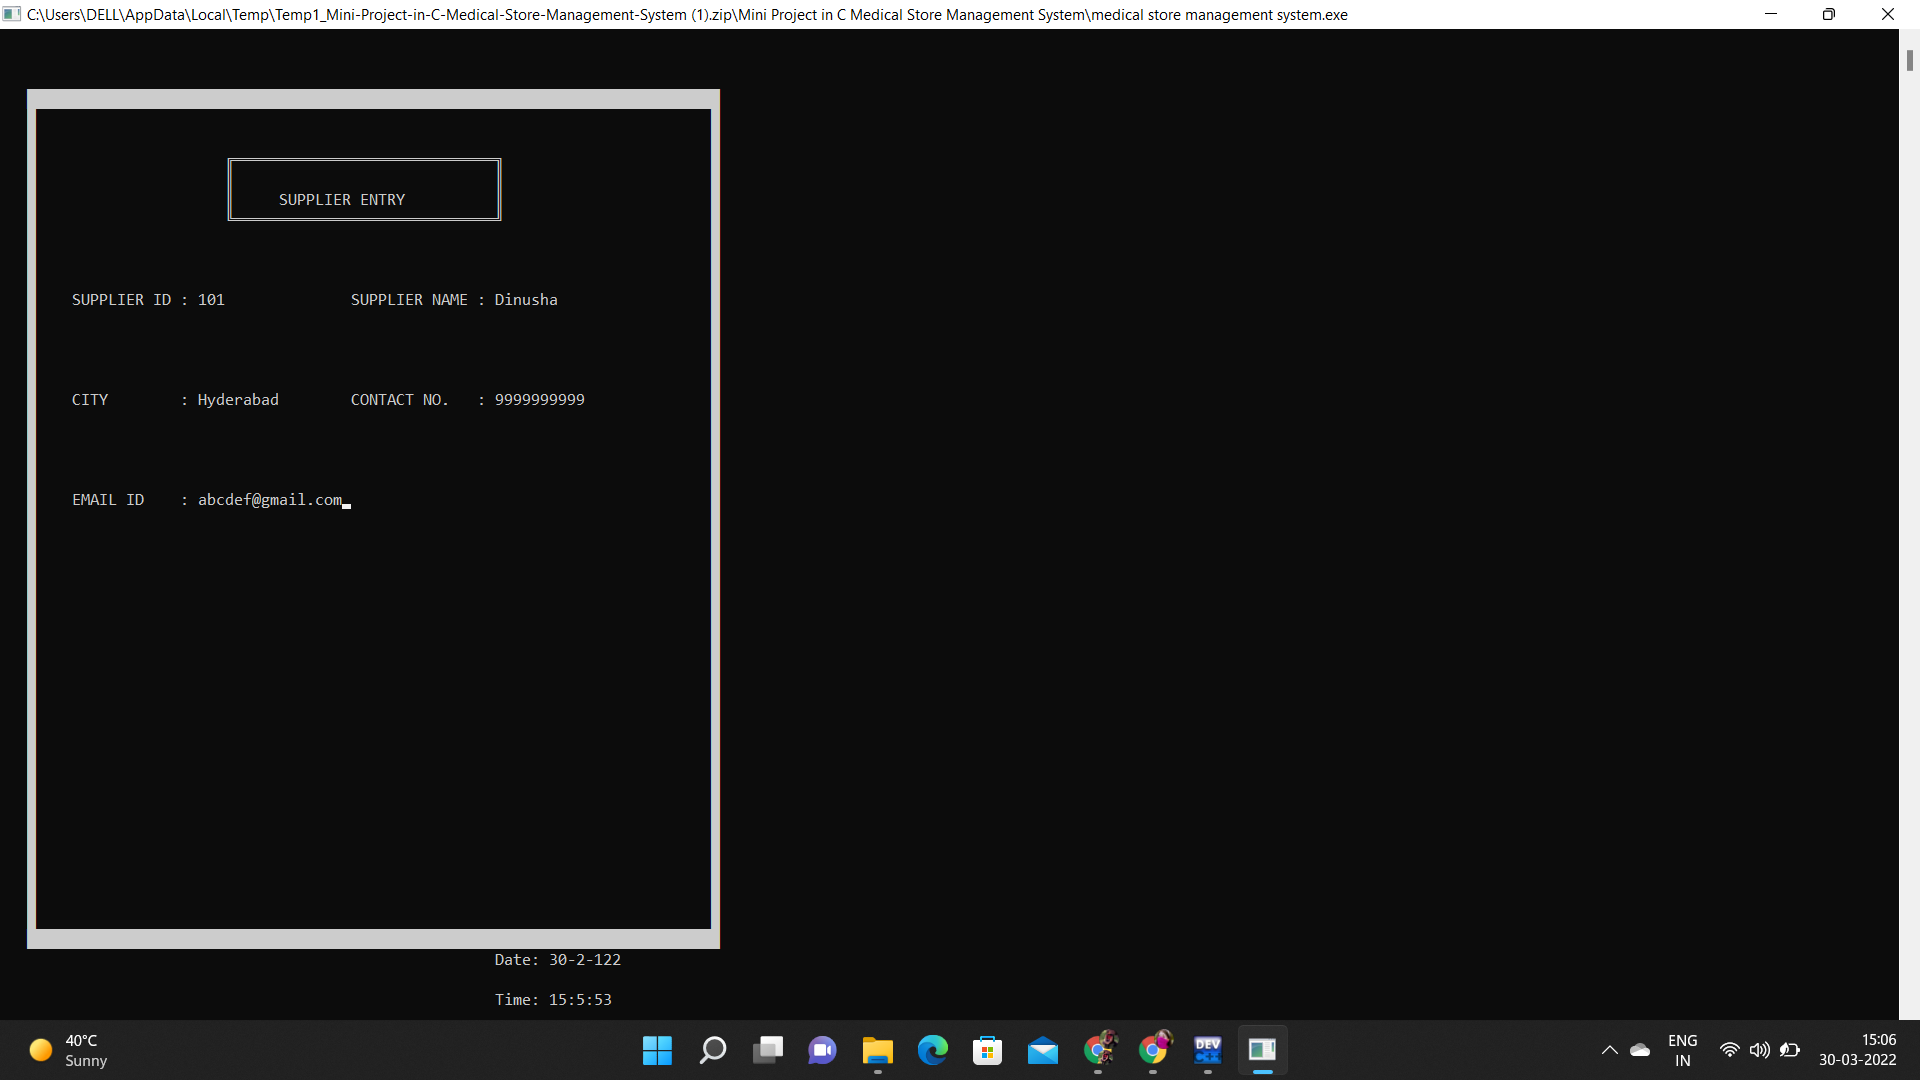 C:\Users\DELL\AppData\Local\Temp\Temp1_Mini-Project-in-C-Medical-Store-Management-System (1).zip\Mini Project in C Medical Store Management System\medical store management system.exe
SUPPLIER ENTRY
SUPPLIER ID : 101 SUPPLIER NAME : Dinusha
CITY : Hyderabad CONTACT NO. : 9999999999
EMAIL ID : abcdef@gmail.com
Date: 30-2-122
Time: 15:5:53
40°C
Sunny
DEV
C++
ENG
IN
15:06
30-03-2022